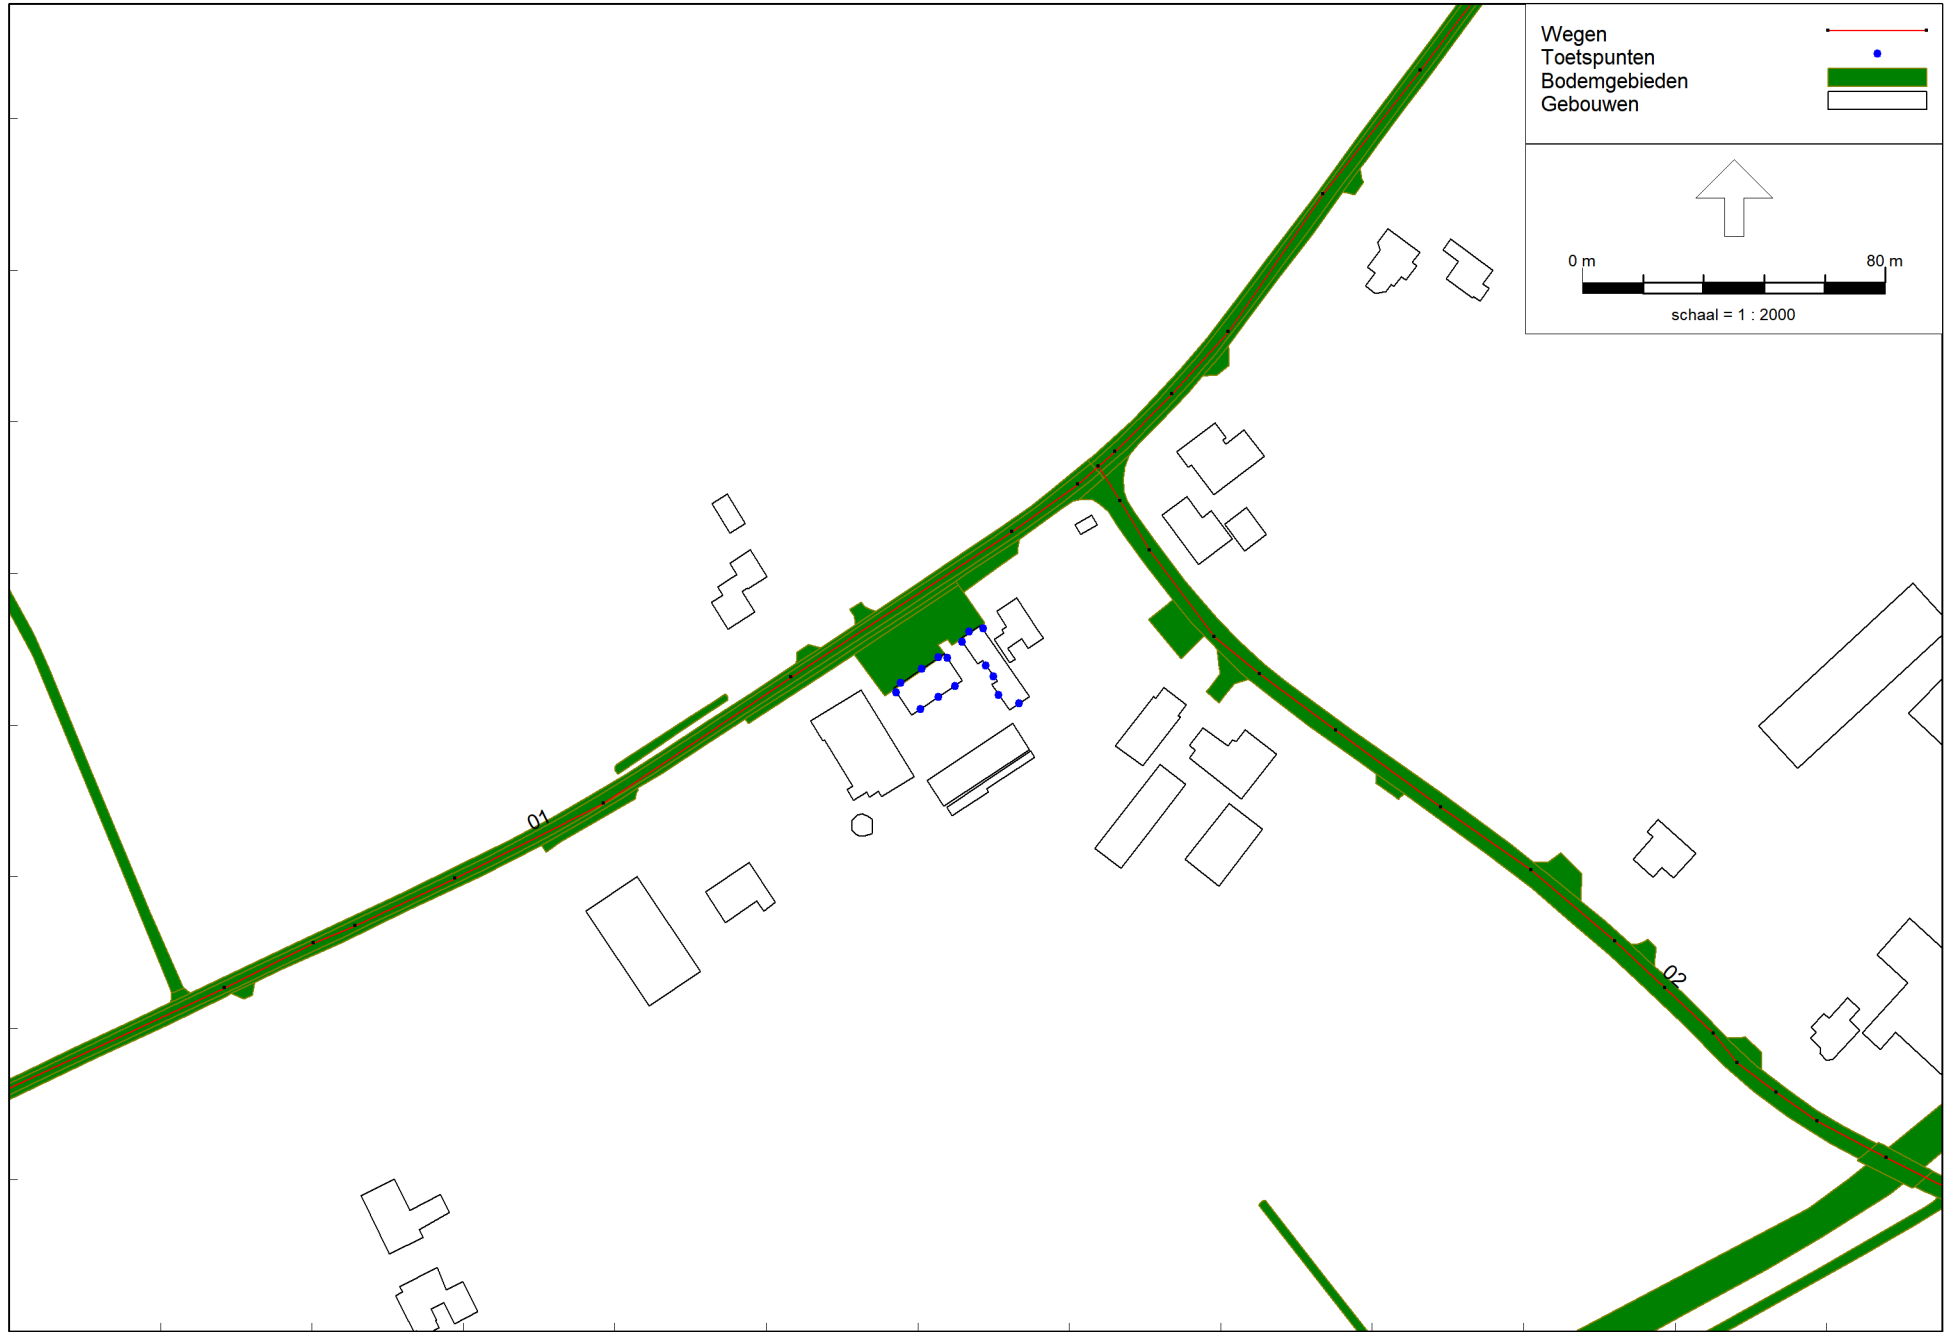 Wegen
Toetspunten
Bodemgebieden
Gebouwen
0 m 80 m
schaal = 1 : 2000
01
02